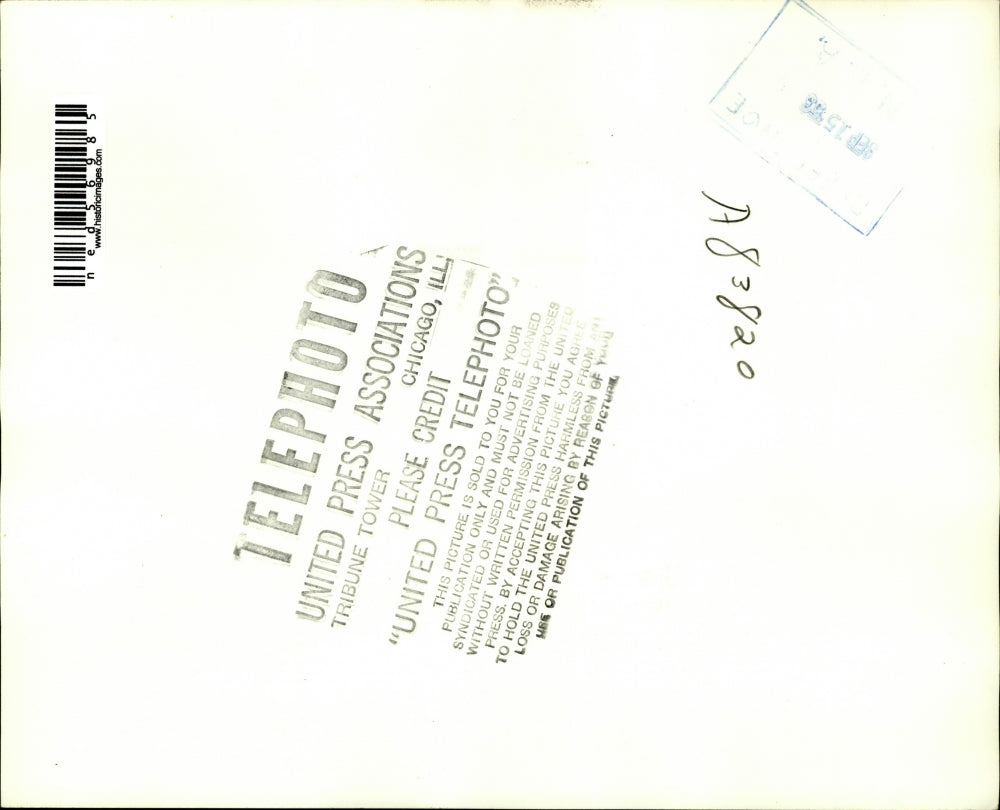 ned56985
www.historicimages.com
TELEPHOTO
UNITED PRESS ASSOCIATIONS
TRIBUNE TOWER CHICAGO, ILL.
PLEASE CREDIT
"UNITED PRESS TELEPHOTO"
THIS PICTURE IS SOLD TO YOU FOR YOUR
PUBLICATION ONLY AND MUST NOT BE LOANED
SYNDICATED OR USED FOR ADVERTISING PURPOSES
WITHOUT WRITTEN PERMISSION FROM THE UNITED
PRESS. BY ACCEPTING THIS PICTURE YOU AGREE
TO HOLD THE UNITED PRESS HARMLESS FROM ANY
LOSS OR DAMAGE ARISING BY REASON OF YOUR
USE OR PUBLICATION OF THIS PICTURE.
A83820
SEP 15